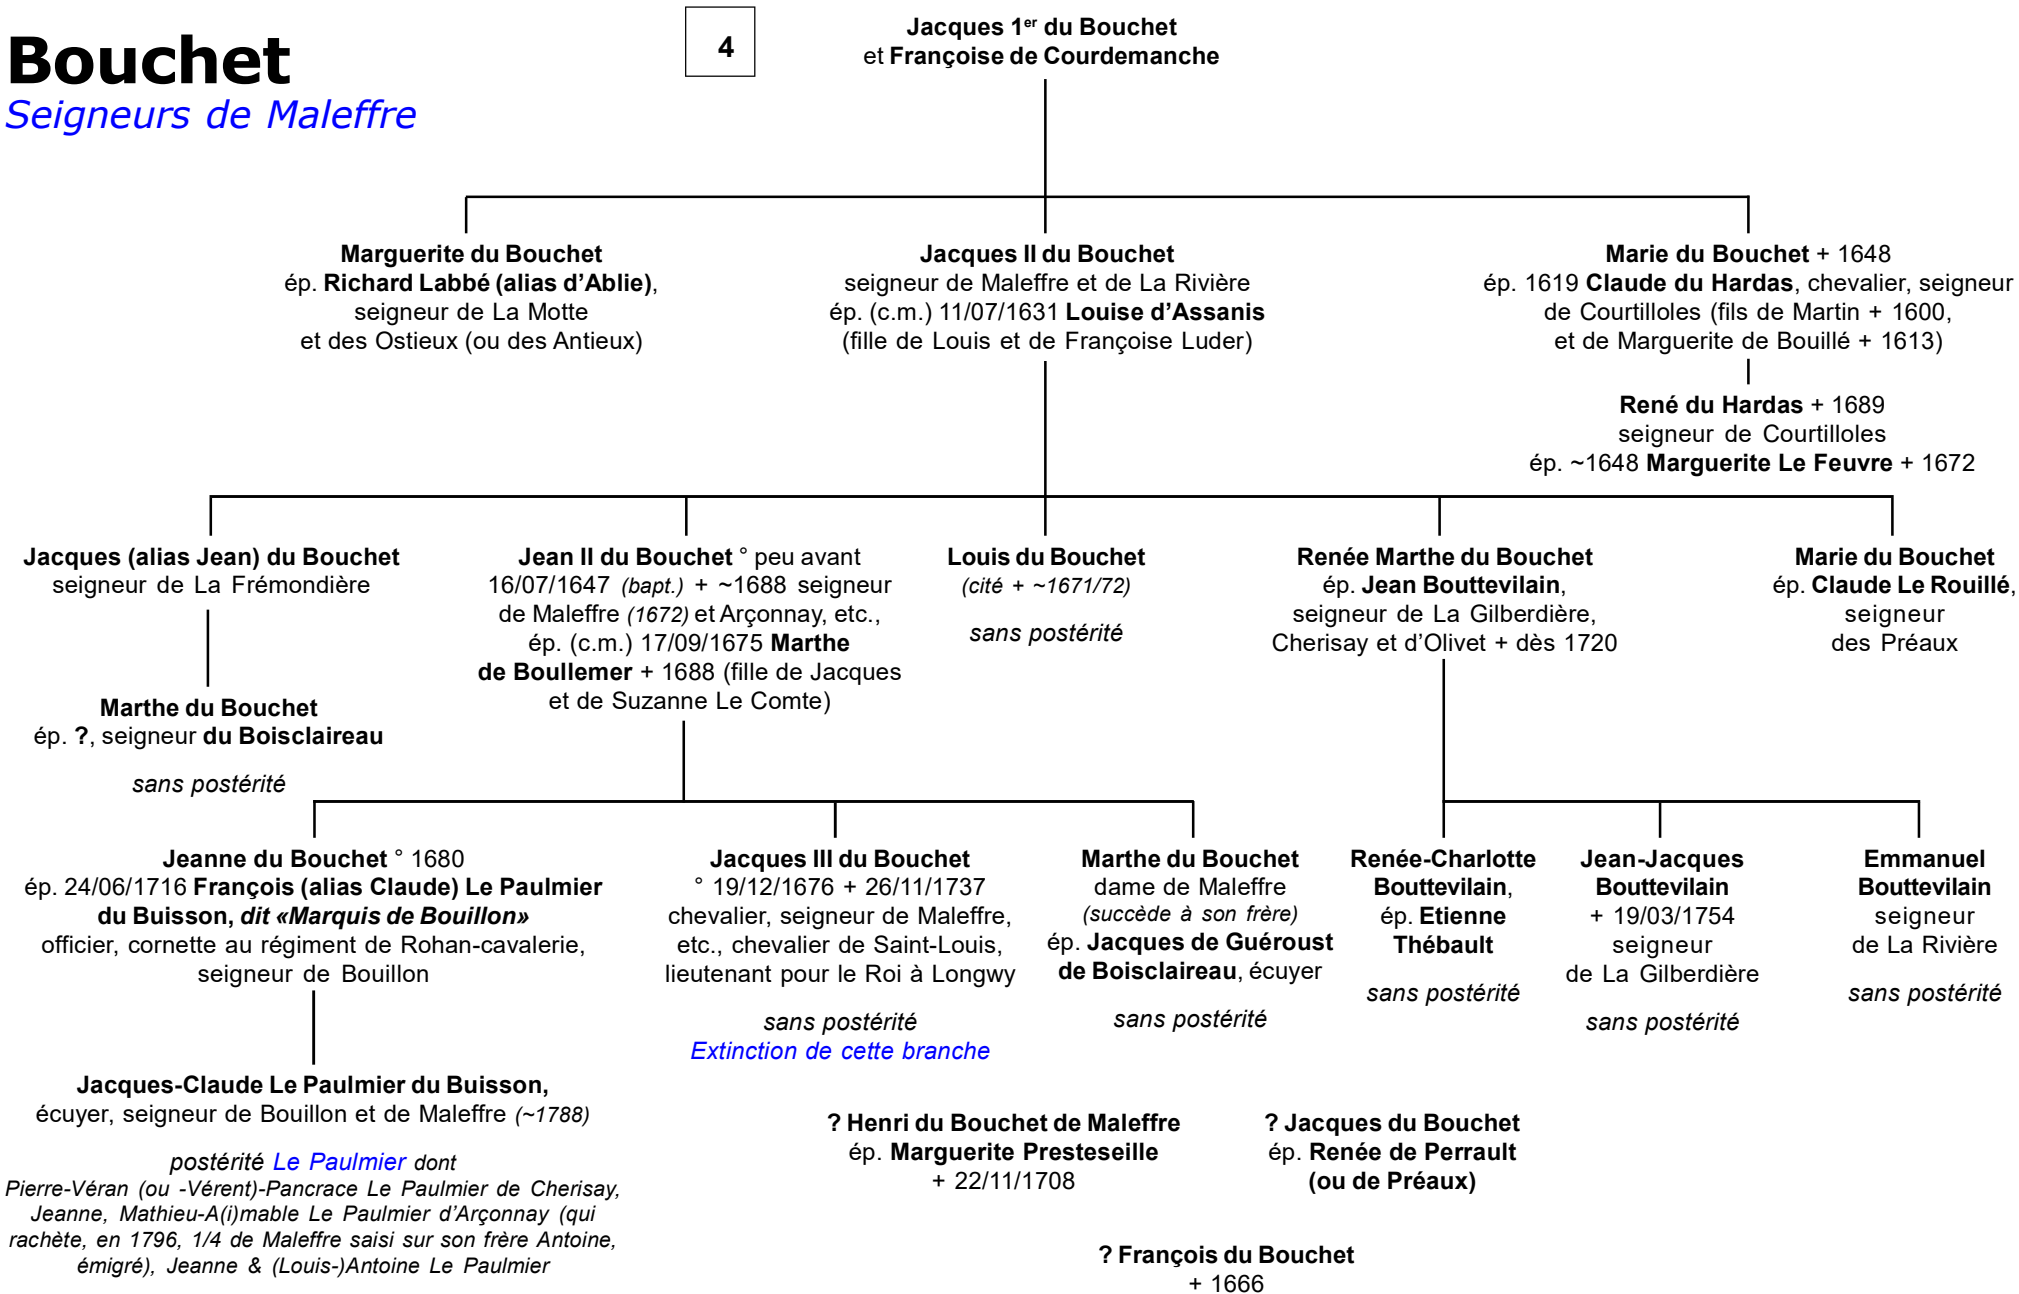 Bouchet
Seigneurs de Maleffre
4
Jacques 1er du Bouchet
et Françoise de Courdemanche
Marguerite du Bouchet
ép. Richard Labbé (alias d’Ablie),
seigneur de La Motte
et des Ostieux (ou des Antieux)
Jacques II du Bouchet
seigneur de Maleffre et de La Rivière
ép. (c.m.) 11/07/1631 Louise d’Assanis
(fille de Louis et de Françoise Luder)
Marie du Bouchet + 1648
ép. 1619 Claude du Hardas, chevalier, seigneur
de Courtilloles (fils de Martin + 1600,
et de Marguerite de Bouillé + 1613)
René du Hardas + 1689
seigneur de Courtilloles
ép. ~1648 Marguerite Le Feuvre + 1672
Jacques (alias Jean) du Bouchet
seigneur de La Frémondière
Marthe du Bouchet
ép. ?, seigneur du Boisclaireau
sans postérité
Jean II du Bouchet ° peu avant
16/07/1647 (bapt.) + ~1688 seigneur
de Maleffre (1672) et Arçonnay, etc.,
ép. (c.m.) 17/09/1675 Marthe
de Boullemer + 1688 (fille de Jacques
et de Suzanne Le Comte)
Louis du Bouchet
(cité + ~1671/72)
sans postérité
Renée Marthe du Bouchet
ép. Jean Bouttevilain,
seigneur de La Gilberdière,
Cherisay et d’Olivet + dès 1720
Marie du Bouchet
ép. Claude Le Rouillé,
seigneur
des Préaux
Jeanne du Bouchet ° 1680
ép. 24/06/1716 François (alias Claude) Le Paulmier
du Buisson, dit «Marquis de Bouillon»
officier, cornette au régiment de Rohan-cavalerie,
seigneur de Bouillon
Jacques III du Bouchet
° 19/12/1676 + 26/11/1737
chevalier, seigneur de Maleffre,
etc., chevalier de Saint-Louis,
lieutenant pour le Roi à Longwy
sans postérité
Extinction de cette branche
Marthe du Bouchet
dame de Maleffre
(succède à son frère)
ép. Jacques de Guéroust
de Boisclaireau, écuyer
sans postérité
Renée-Charlotte
Bouttevilain,
ép. Etienne
Thébault
sans postérité
Jean-Jacques
Bouttevilain
+ 19/03/1754
seigneur
de La Gilberdière
sans postérité
Emmanuel
Bouttevilain
seigneur
de La Rivière
sans postérité
Jacques-Claude Le Paulmier du Buisson,
écuyer, seigneur de Bouillon et de Maleffre (~1788)
postérité Le Paulmier dont
Pierre-Véran (ou -Vérent)-Pancrace Le Paulmier de Cherisay,
Jeanne, Mathieu-A(i)mable Le Paulmier d’Arçonnay (qui
rachète, en 1796, 1/4 de Maleffre saisi sur son frère Antoine,
émigré), Jeanne & (Louis-)Antoine Le Paulmier
? Henri du Bouchet de Maleffre
ép. Marguerite Presteseille
+ 22/11/1708
? Jacques du Bouchet
ép. Renée de Perrault
(ou de Préaux)
? François du Bouchet
+ 1666